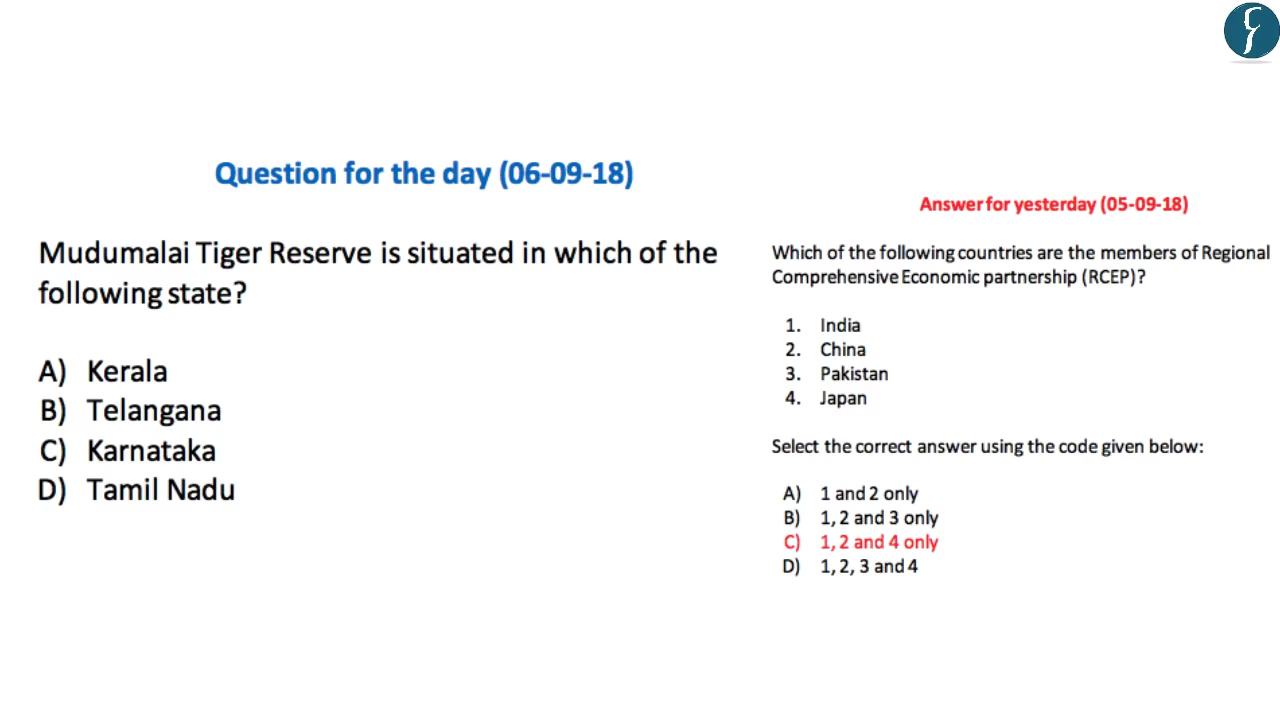 Question for the day (06-09-18)
Mudumalai Tiger Reserve is situated in which of the
following state?
A) Kerala
B) Telangana
C) Karnataka
D) Tamil Nadu
Answer for yesterday (05-09-18)
Which of the following countries are the members of Regional
Comprehensive Economic partnership (RCEP)?
1. India
2. China
3. Pakistan
4. Japan
Select the correct answer using the code given below:
A) 1 and 2 only
B) 1, 2 and 3 only
C) 1, 2 and 4 only
D) 1, 2, 3 and 4